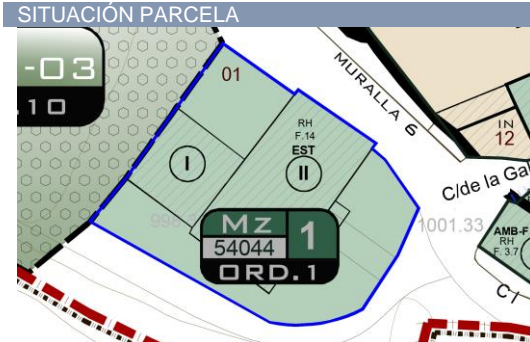 SITUACIÓN PARCELA
-03
.10
01
MURALLA 6
RH
F.14
EST
I
II
IN
12
C/de la Ga
1001.33
Mz
54044
1
ORD.1
AMB-F
RH
F. 3.7
C/